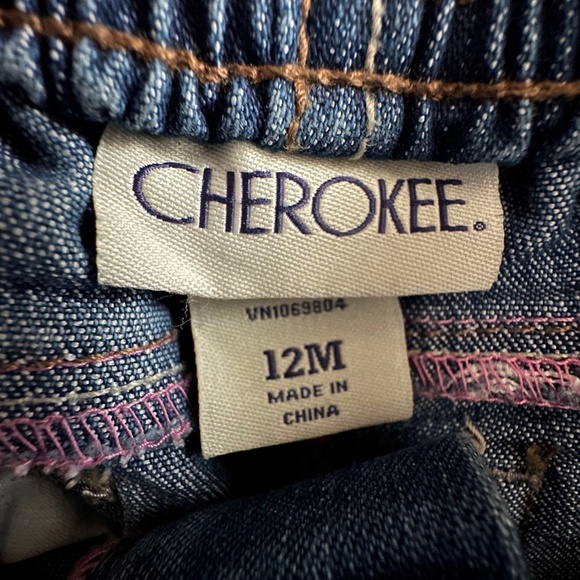 CHEROKEE®
VN1069804
12M
MADE IN
CHINA